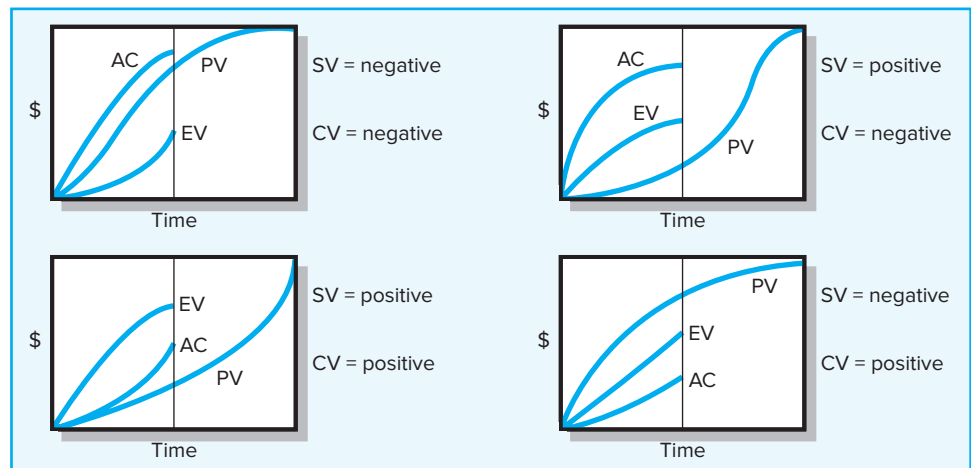 AC
PV
EV
$
Time
SV = negative
CV = negative
AC
EV
PV
$
Time
SV = positive
CV = negative
EV
AC
PV
$
Time
SV = positive
CV = positive
PV
EV
AC
$
Time
SV = negative
CV = positive